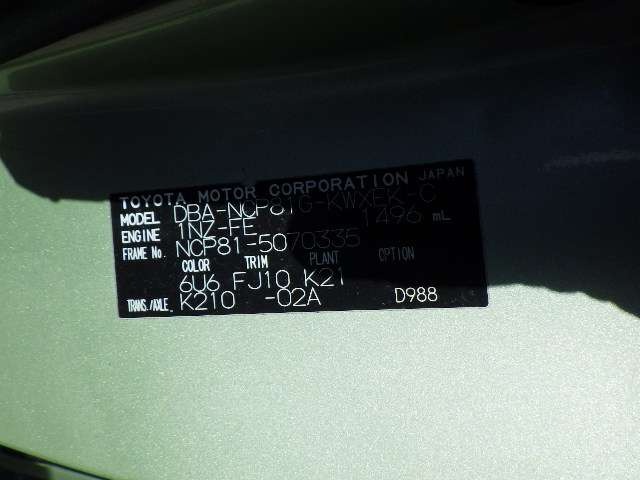 TOYOTA MOTOR CORPORATION JAPAN
MODEL DBA-NCP81G-KWXEK-C
ENGINE 1NZ-FE 1496 mL
FRAME No. NCP81-5070335
COLOR TRIM PLANT OPTION
6U6 FJ10 K21
TRANS./AXLE K210 -02A D988